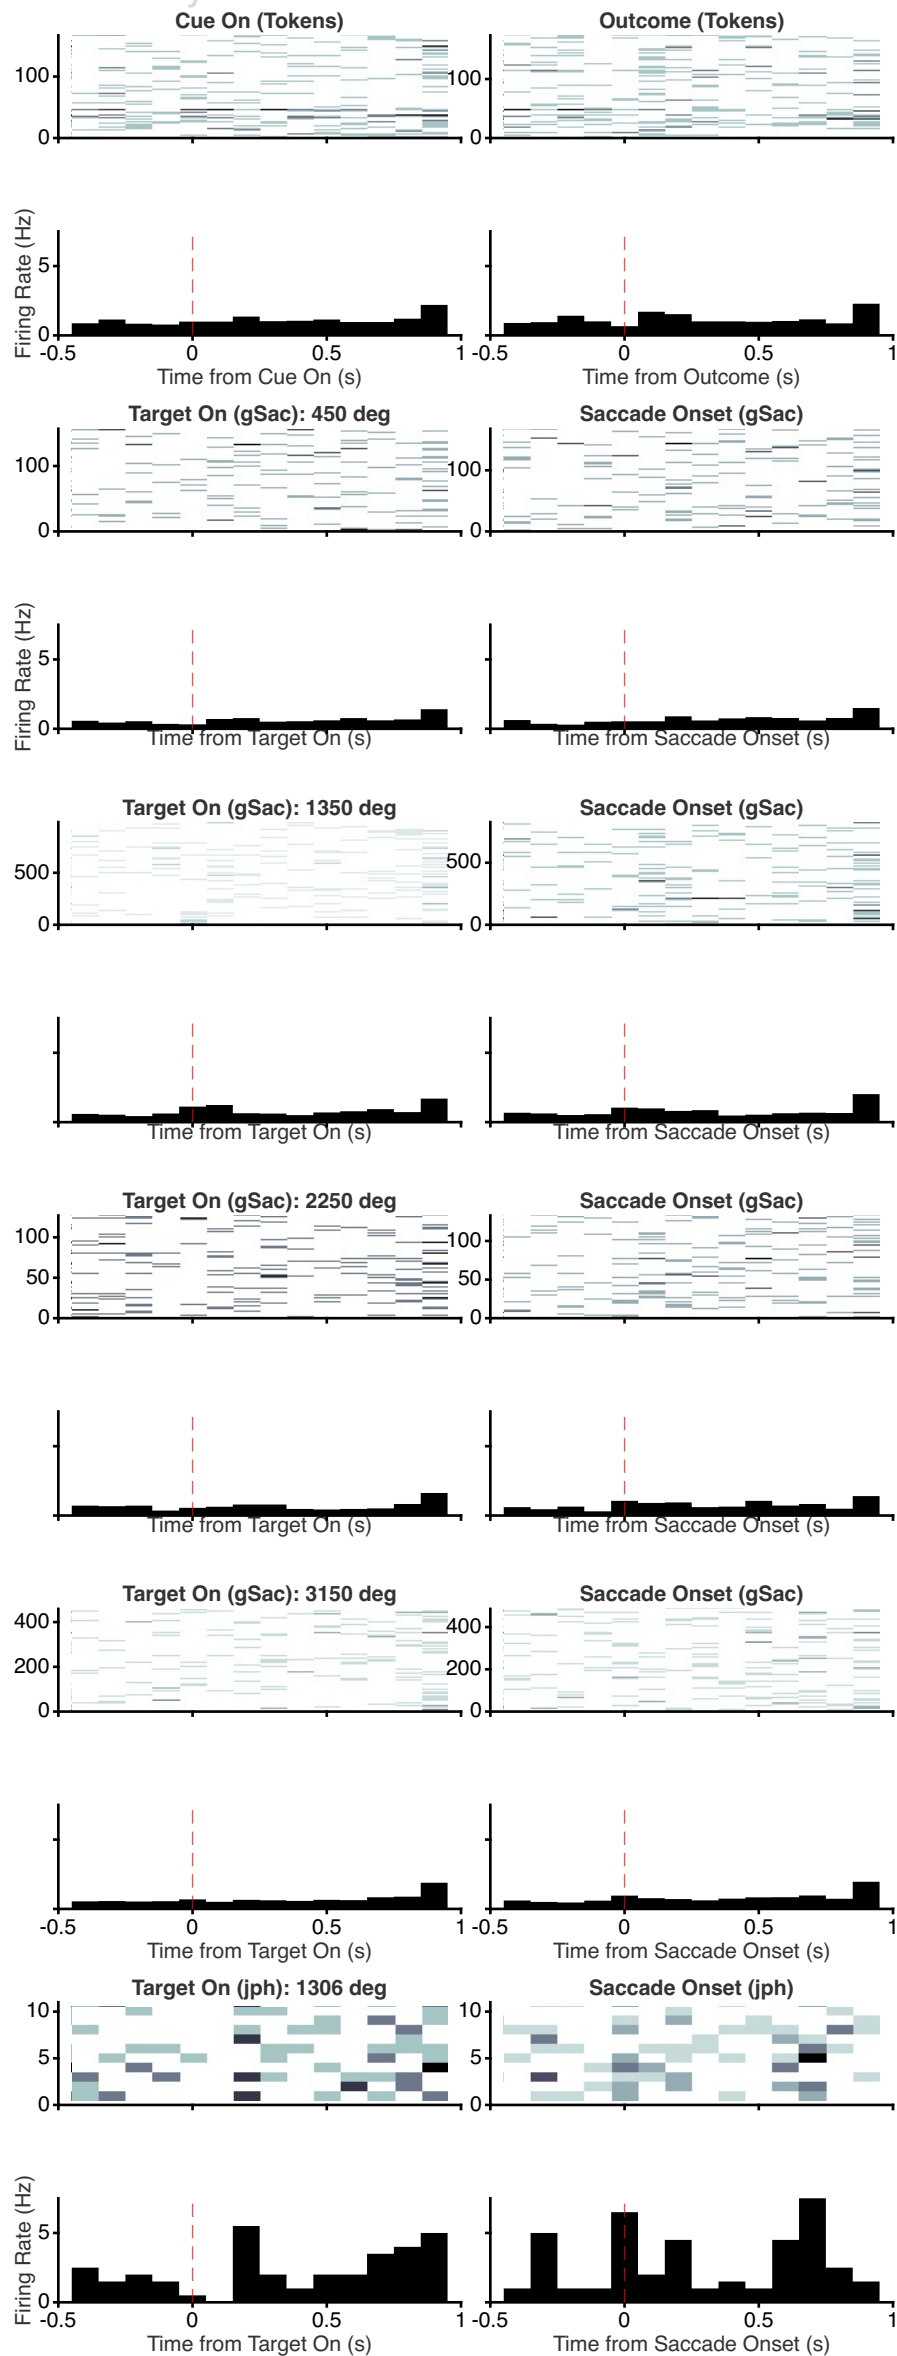 Cue On (Tokens) Outcome (Tokens)
100 100
0 0
Firing Rate (Hz)
5
0
-0.5 0 0.5 1 -0.5 0 0.5 1
Time from Cue On (s) Time from Outcome (s)
Target On (gSac): 450 deg Saccade Onset (gSac)
100 100
0 0
Firing Rate (Hz)
5
0
Time from Target On (s) Time from Saccade Onset (s)
Target On (gSac): 1350 deg Saccade Onset (gSac)
500 500
0 0
Time from Target On (s) Time from Saccade Onset (s)
Target On (gSac): 2250 deg Saccade Onset (gSac)
100 100
50 50
0 0
Time from Target On (s) Time from Saccade Onset (s)
Target On (gSac): 3150 deg Saccade Onset (gSac)
400 400
200 200
0 0
-0.5 0 0.5 1 -0.5 0 0.5 1
Time from Target On (s) Time from Saccade Onset (s)
Target On (jph): 1306 deg Saccade Onset (jph)
10 10
5 5
0 0
Firing Rate (Hz)
5
0
-0.5 0 0.5 1 -0.5 0 0.5 1
Time from Target On (s) Time from Saccade Onset (s)